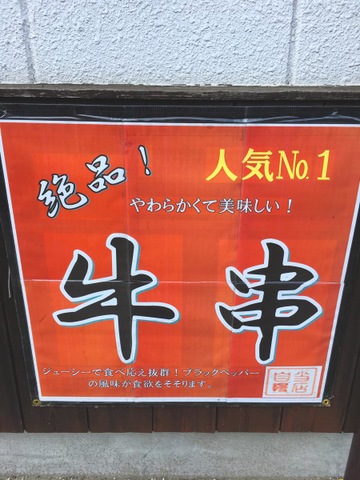 絶品！
人気No.1
やわらかくて美味しい！
牛串
ジューシーで食べ応え抜群！ブラックペッパー
の風味が食欲をそそります。
当店
自慢